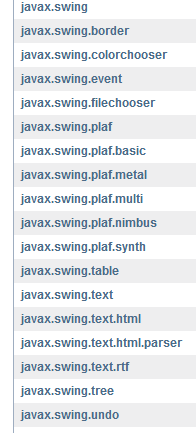 javax.swing
javax.swing.border
javax.swing.colorchooser
javax.swing.event
javax.swing.filechooser
javax.swing.plaf
javax.swing.plaf.basic
javax.swing.plaf.metal
javax.swing.plaf.multi
javax.swing.plaf.nimbus
javax.swing.plaf.synth
javax.swing.table
javax.swing.text
javax.swing.text.html
javax.swing.text.html.parser
javax.swing.text.rtf
javax.swing.tree
javax.swing.undo